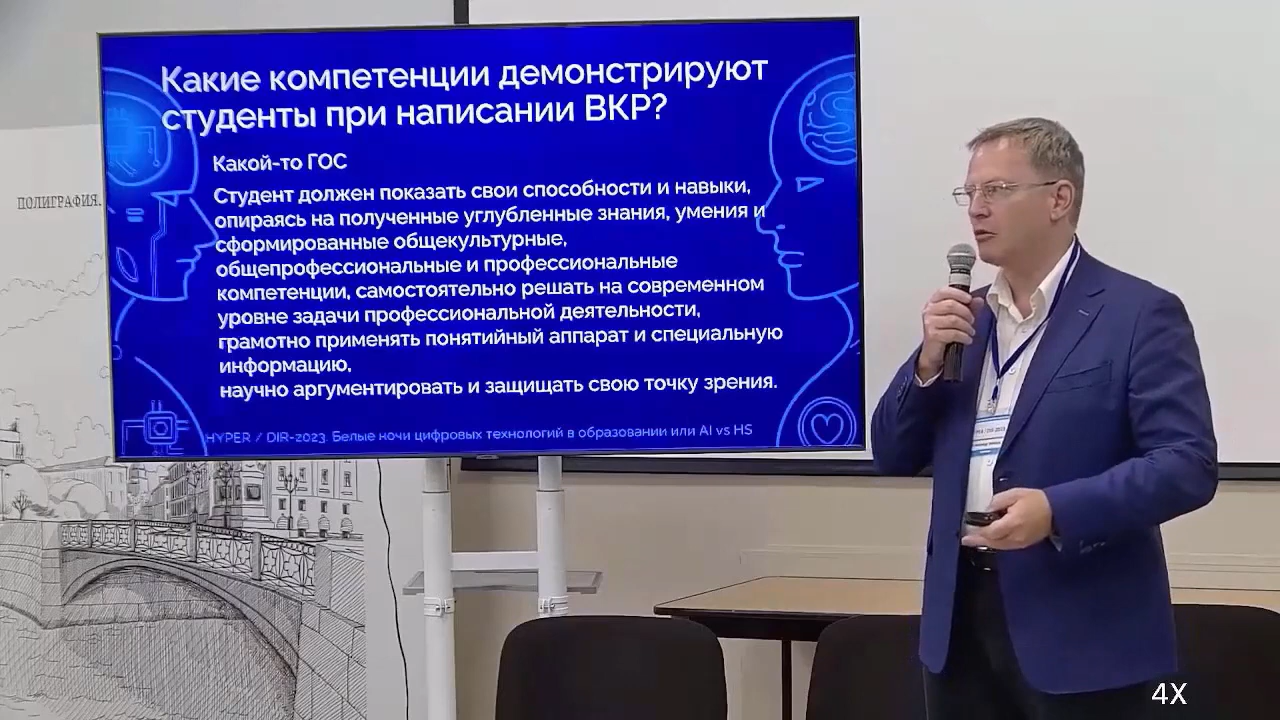 Какие компетенции демонстрируют
студенты при написании ВКР?
Какой-то ГОС
Студент должен показать свои способности и навыки,
опираясь на полученные углубленные знания, умения и
сформированные общекультурные,
общепрофессиональные и профессиональные
компетенции, самостоятельно решать на современном
уровне задачи профессиональной деятельности,
грамотно применять понятийный аппарат и специальную
информацию,
научно аргументировать и защищать свою точку зрения.
HYPER / DIR-2023. Белые ночи цифровых технологий в образовании или AI vs HS
ПОЛИГРАФИЯ.
4X